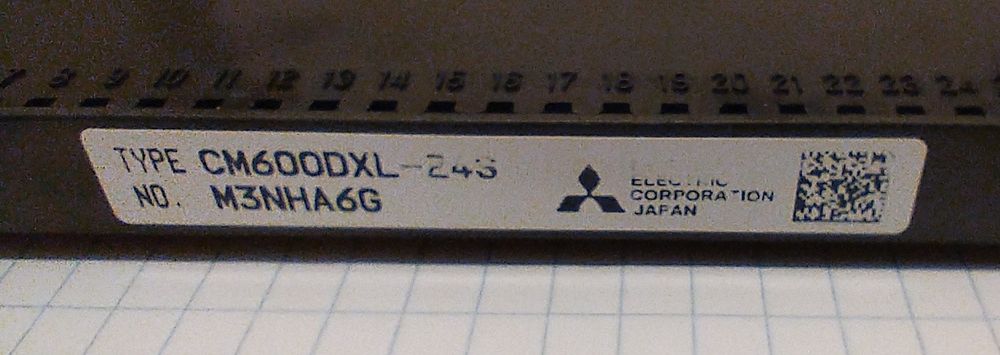 7 8 9 10 11 12 13 14 15 16 17 18 19 20 21 22 23 24
TYPE CM600DXL-24S
NO. M3NHA6G
ELECTRIC
CORPORATION
JAPAN